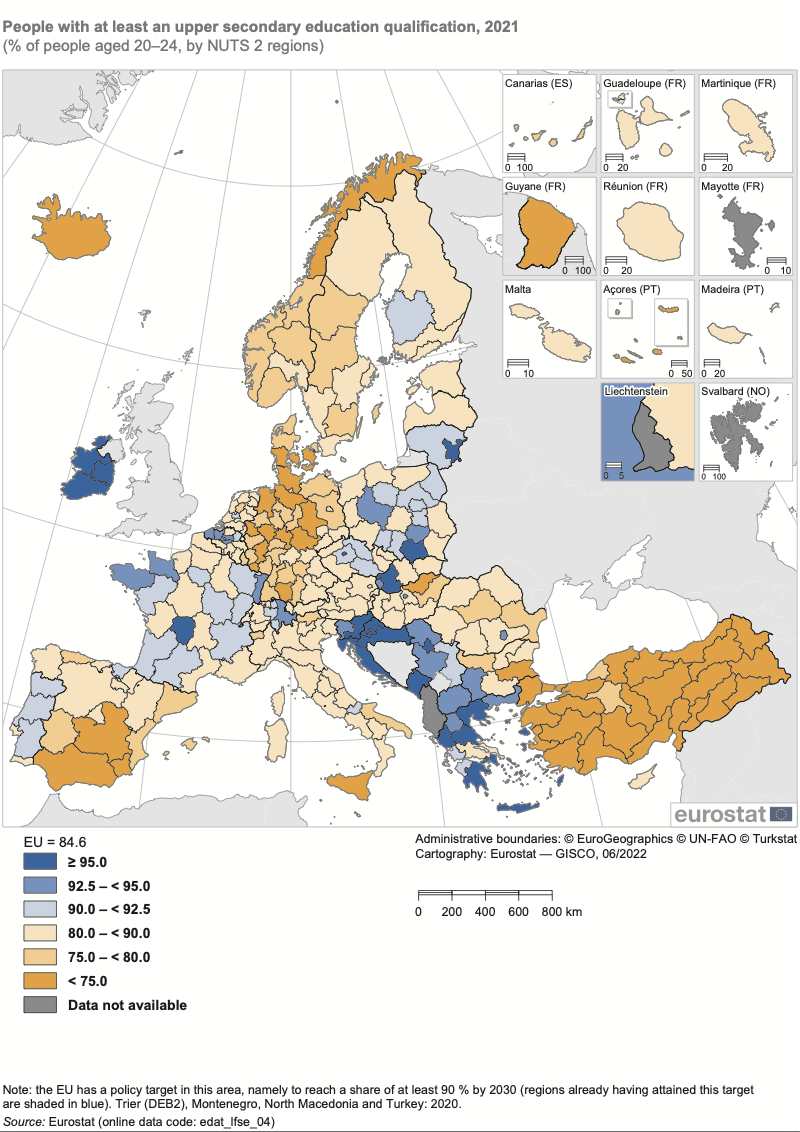 People with at least an upper secondary education qualification, 2021
(% of people aged 20–24, by NUTS 2 regions)
Canarias (ES)
0 100
Guadeloupe (FR)
0 20
Martinique (FR)
0 20
Guyane (FR)
0 100
Réunion (FR)
0 20
Mayotte (FR)
0 10
Malta
0 10
Açores (PT)
0 50
Madeira (PT)
0 20
Liechtenstein
0 5
Svalbard (NO)
0 100
eurostat
EU = 84.6
≥ 95.0
92.5 – < 95.0
90.0 – < 92.5
80.0 – < 90.0
75.0 – < 80.0
< 75.0
Data not available
Administrative boundaries: © EuroGeographics © UN-FAO © Turkstat
Cartography: Eurostat — GISCO, 06/2022
0 200 400 600 800 km
Note: the EU has a policy target in this area, namely to reach a share of at least 90 % by 2030 (regions already having attained this target
are shaded in blue). Trier (DEB2), Montenegro, North Macedonia and Turkey: 2020.
Source: Eurostat (online data code: edat_lfse_04)